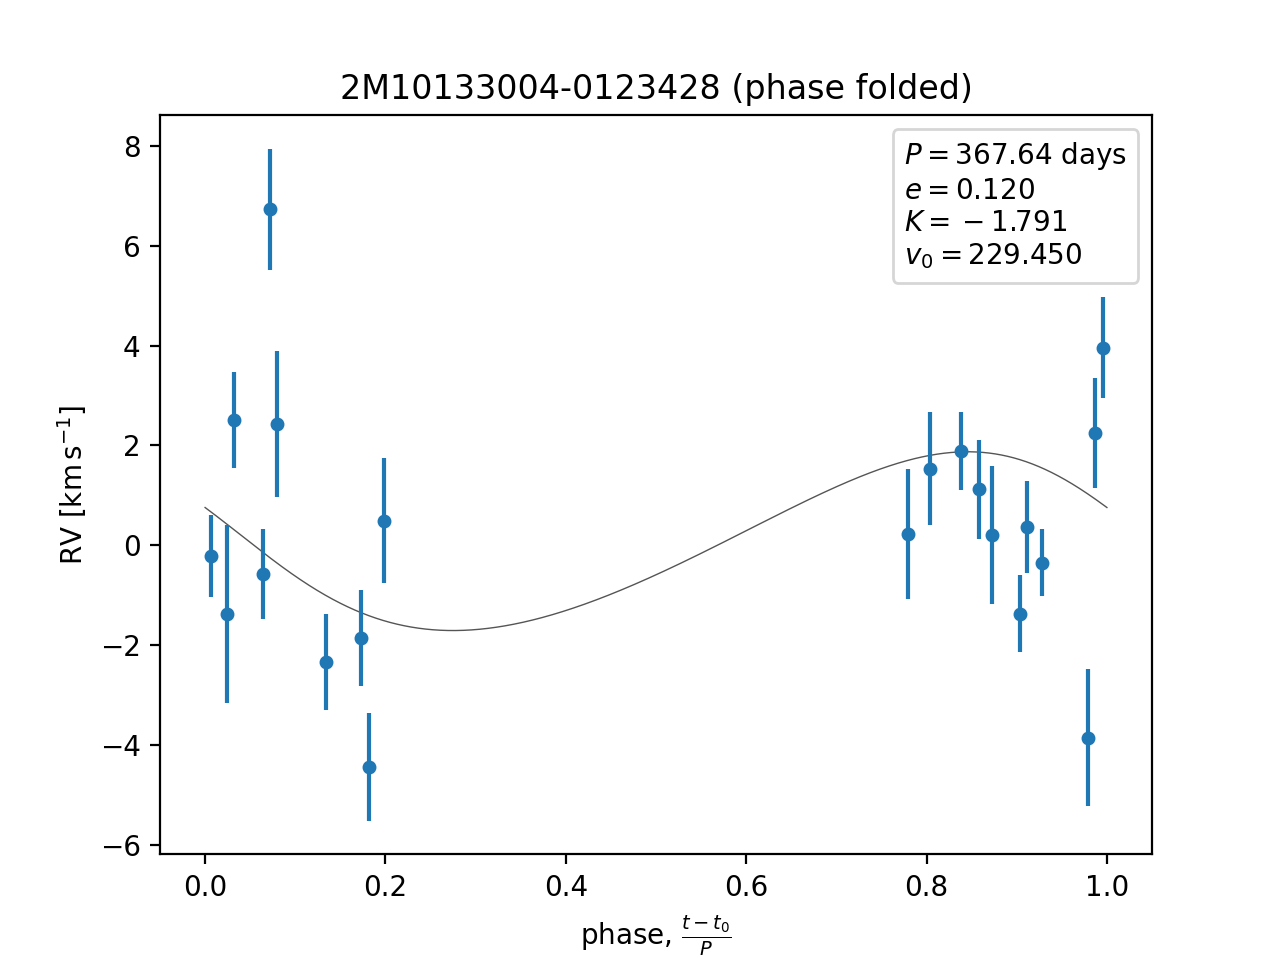 2M10133004-0123428 (phase folded)
P = 367.64 days
e = 0.120
K = −1.791
v₀ = 229.450
RV [km s⁻¹]
8
6
4
2
0
−2
−4
−6
0.0 0.2 0.4 0.6 0.8 1.0
phase, (t − t₀)/P